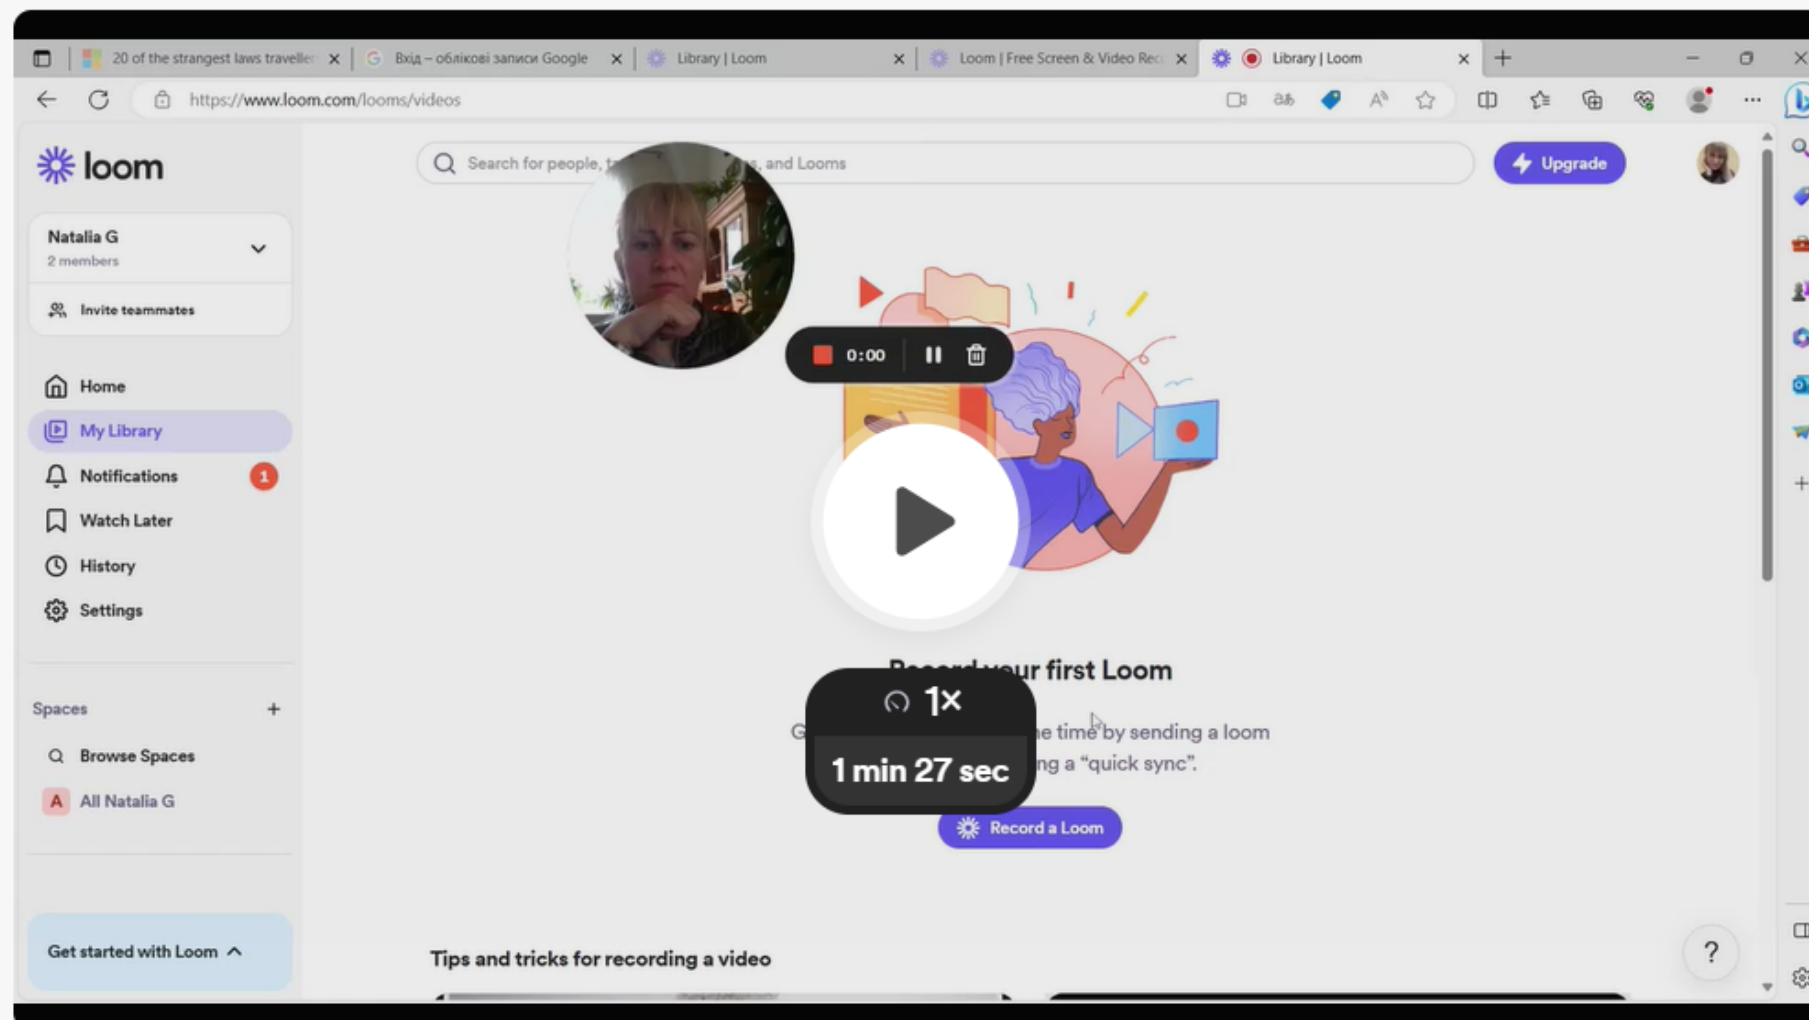 20 of the strangest laws traveller
Вхід – облікові записи Google
Library | Loom
Loom | Free Screen & Video Rec
Library | Loom
https://www.loom.com/looms/videos
loom
Search for people, and Looms
Upgrade
Natalia G
2 members
Invite teammates
Home
My Library
Notifications
1
Watch Later
History
Settings
Spaces
Browse Spaces
A All Natalia G
Get started with Loom
0:00
your first Loom
1×
time by sending a loom
1 min 27 sec
a “quick sync”.
Record a Loom
Tips and tricks for recording a video
?